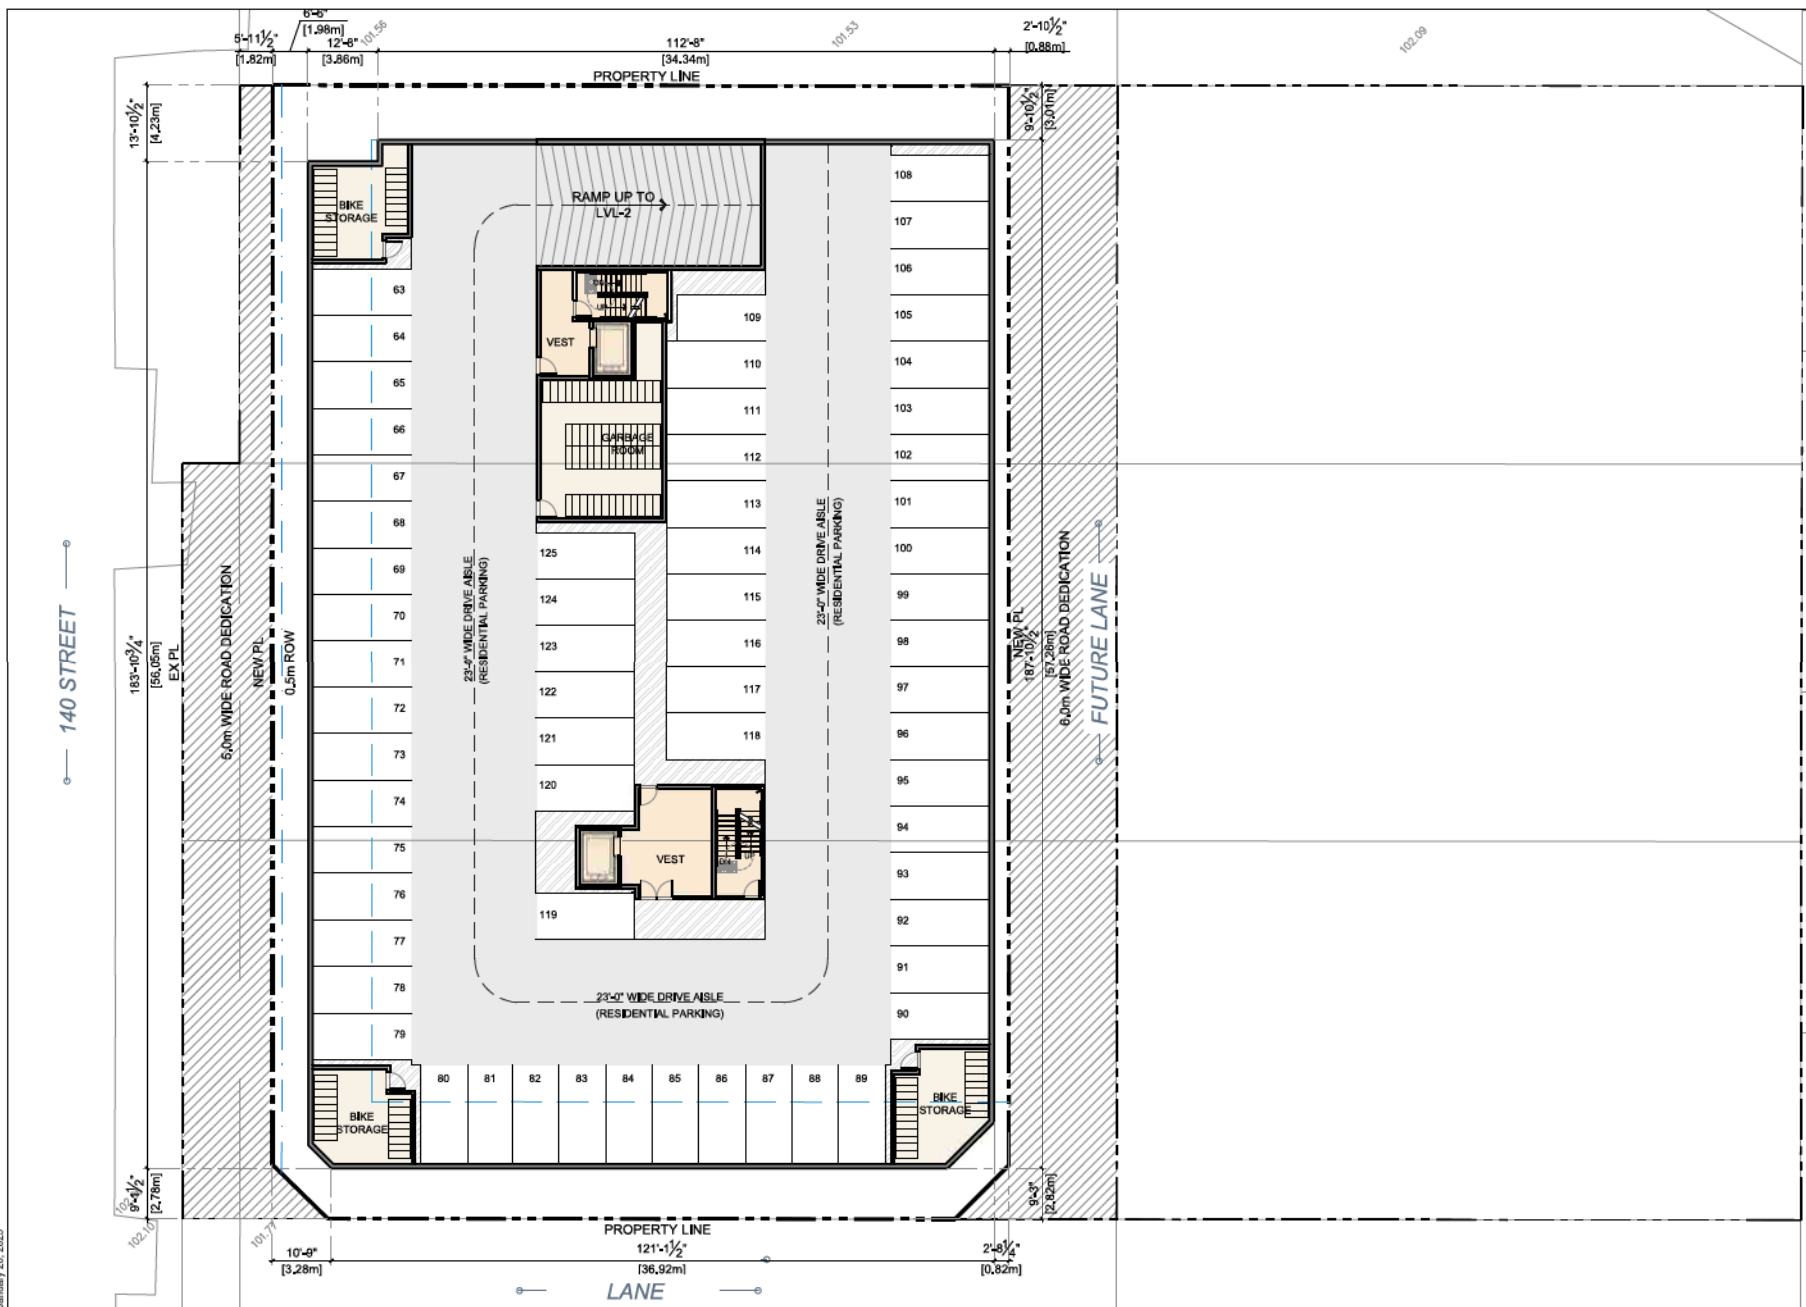 6'-6"
[1.98m]
5'-11½"
[1.82m]
12'-8"
[3.86m]
101.56
112'-8"
[34.34m]
101.53
2'-10½"
[0.88m]
102.09
PROPERTY LINE
13'-10½"
[4.23m]
9'-10½"
[3.01m]
RAMP UP TO
LVL-2
BIKE
STORAGE
108
107
106
105
104
103
102
101
100
99
98
97
96
95
94
93
92
91
90
63
64
65
66
67
68
69
70
71
72
73
74
75
76
77
78
79
UP
VEST
GARBAGE
ROOM
109
110
111
112
113
114
115
116
117
118
125
124
123
122
121
120
119
23'-0" WIDE DRIVE AISLE
(RESIDENTIAL PARKING)
23'-0" WIDE DRIVE AISLE
(RESIDENTIAL PARKING)
VEST
DN
UP
23'-0" WIDE DRIVE AISLE
(RESIDENTIAL PARKING)
80
81
82
83
84
85
86
87
88
89
BIKE
STORAGE
BIKE
STORAGE
140 STREET
183'-10¾"
[56.05m]
EX PL
5.0m WIDE ROAD DEDICATION
NEW PL
0.5m ROW
NEW PL
187'-10½"
[57.26m]
6.0m WIDE ROAD DEDICATION
FUTURE LANE
9'-1½"
[2.78m]
102.10
101.77
9'-3"
[2.82m]
PROPERTY LINE
10'-9"
[3.28m]
121'-1½"
[36.92m]
2'-8¼"
[0.82m]
LANE